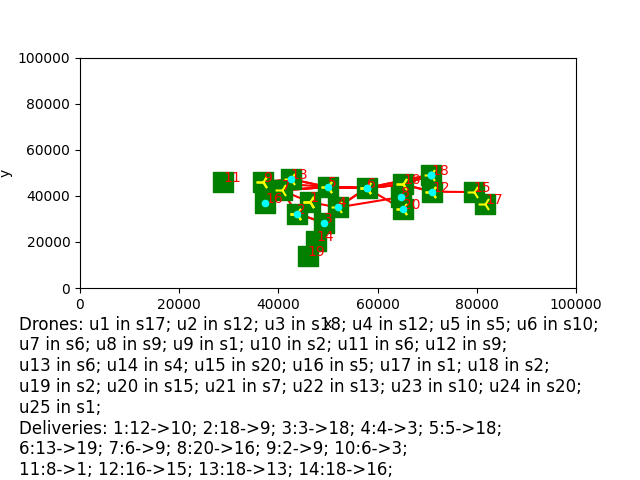 100000
80000
60000
40000
20000
0
y
0 20000 40000 60000 80000 100000
x
Drones: u1 in s17; u2 in s12; u3 in s18; u4 in s12; u5 in s5; u6 in s10;
u7 in s6; u8 in s9; u9 in s1; u10 in s2; u11 in s6; u12 in s9;
u13 in s6; u14 in s4; u15 in s20; u16 in s5; u17 in s1; u18 in s2;
u19 in s2; u20 in s15; u21 in s7; u22 in s13; u23 in s10; u24 in s20;
u25 in s1;
Deliveries: 1:12->10; 2:18->9; 3:3->18; 4:4->3; 5:5->18;
6:13->19; 7:6->9; 8:20->16; 9:2->9; 10:6->3;
11:8->1; 12:16->15; 13:18->13; 14:18->16;